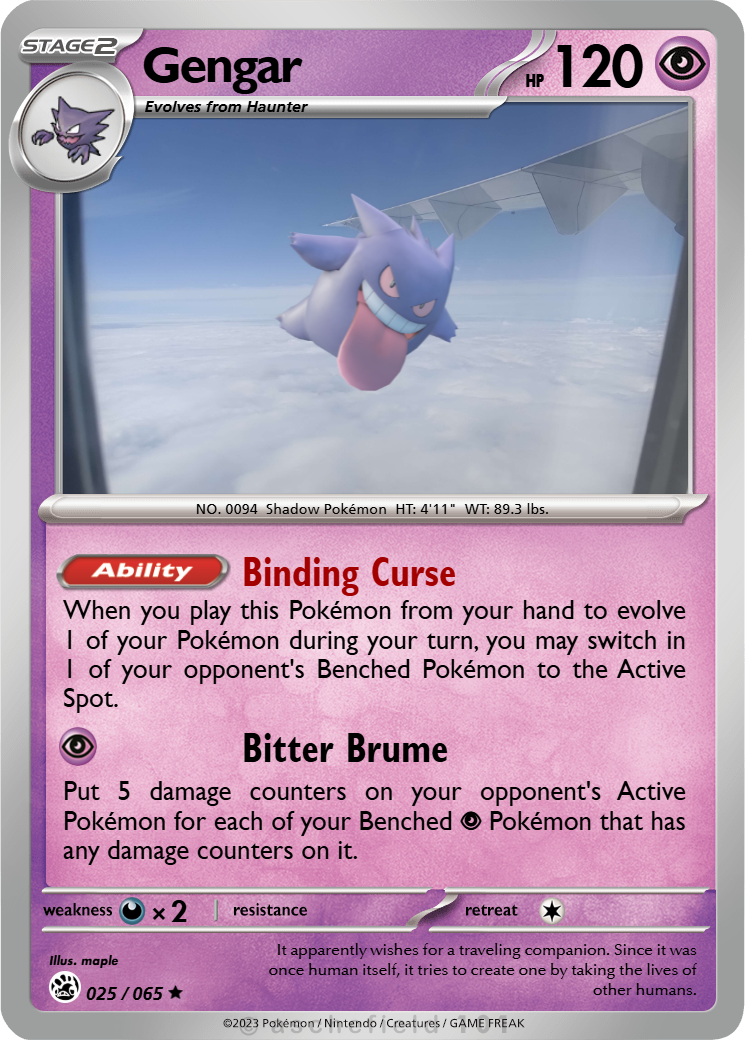 STAGE2
Gengar
HP 120
Evolves from Haunter
NO. 0094 Shadow Pokémon HT: 4'11" WT: 89.3 lbs.
Ability Binding Curse
When you play this Pokémon from your hand to evolve
1 of your Pokémon during your turn, you may switch in
1 of your opponent's Benched Pokémon to the Active
Spot.
Bitter Brume
Put 5 damage counters on your opponent's Active
Pokémon for each of your Benched Pokémon that has
any damage counters on it.
weakness × 2 resistance retreat
Illus. maple
025 / 065 ★
It apparently wishes for a traveling companion. Since it was
once human itself, it tries to create one by taking the lives of
other humans.
©2023 Pokémon / Nintendo / Creatures / GAME FREAK